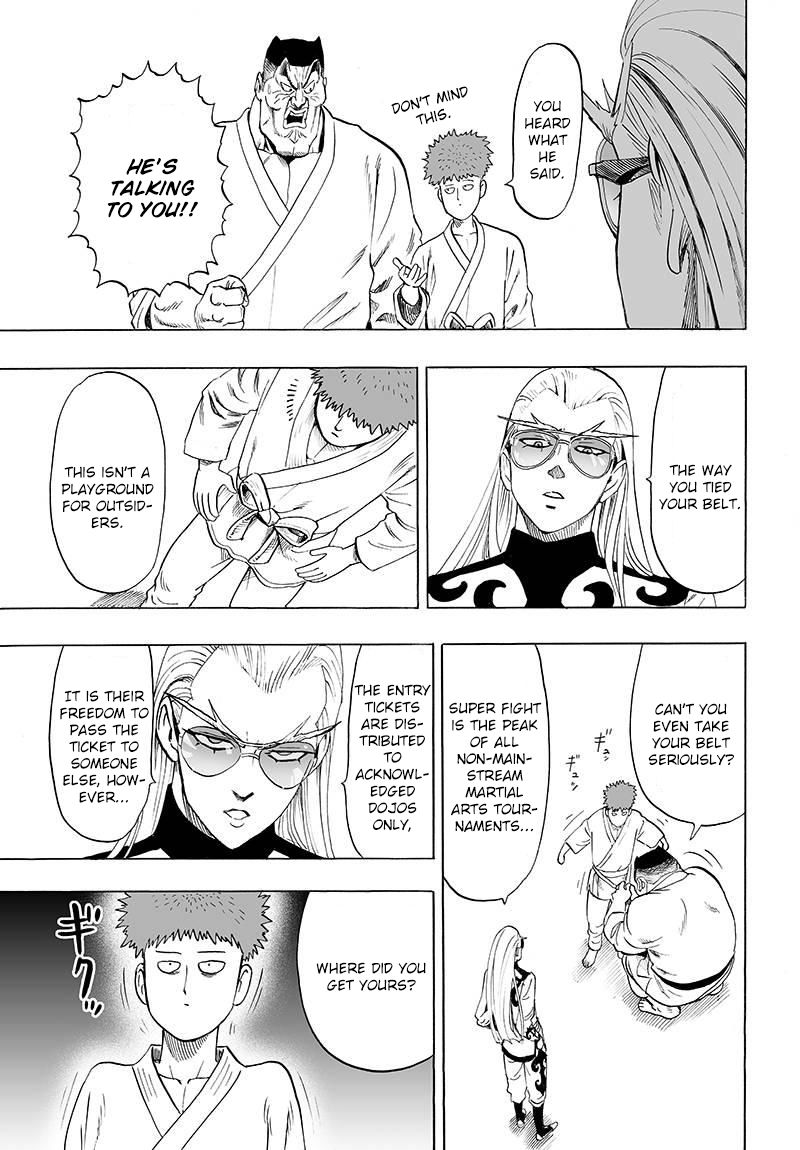 YOU
HEARD
WHAT
HE
SAID.
DON'T MIND
THIS.
HE'S
TALKING
TO YOU!!
THE WAY
YOU TIED
YOUR BELT.
THIS ISN'T A
PLAYGROUND
FOR OUTSID-
ERS.
CAN'T YOU
EVEN TAKE
YOUR BELT
SERIOUSLY?
ギュ
ギュ
SUPER FIGHT
IS THE PEAK
OF ALL
NON-MAIN-
STREAM
MARTIAL
ARTS TOUR-
NAMENTS...
THE ENTRY
TICKETS
ARE DIS-
TRIBUTED
TO
ACKNOWL-
EDGED DOJOS
ONLY,
IT IS THEIR
FREEDOM TO
PASS THE
TICKET TO
SOMEONE
ELSE, HOW-
EVER...
WHERE DID YOU
GET YOURS?
ギクッ